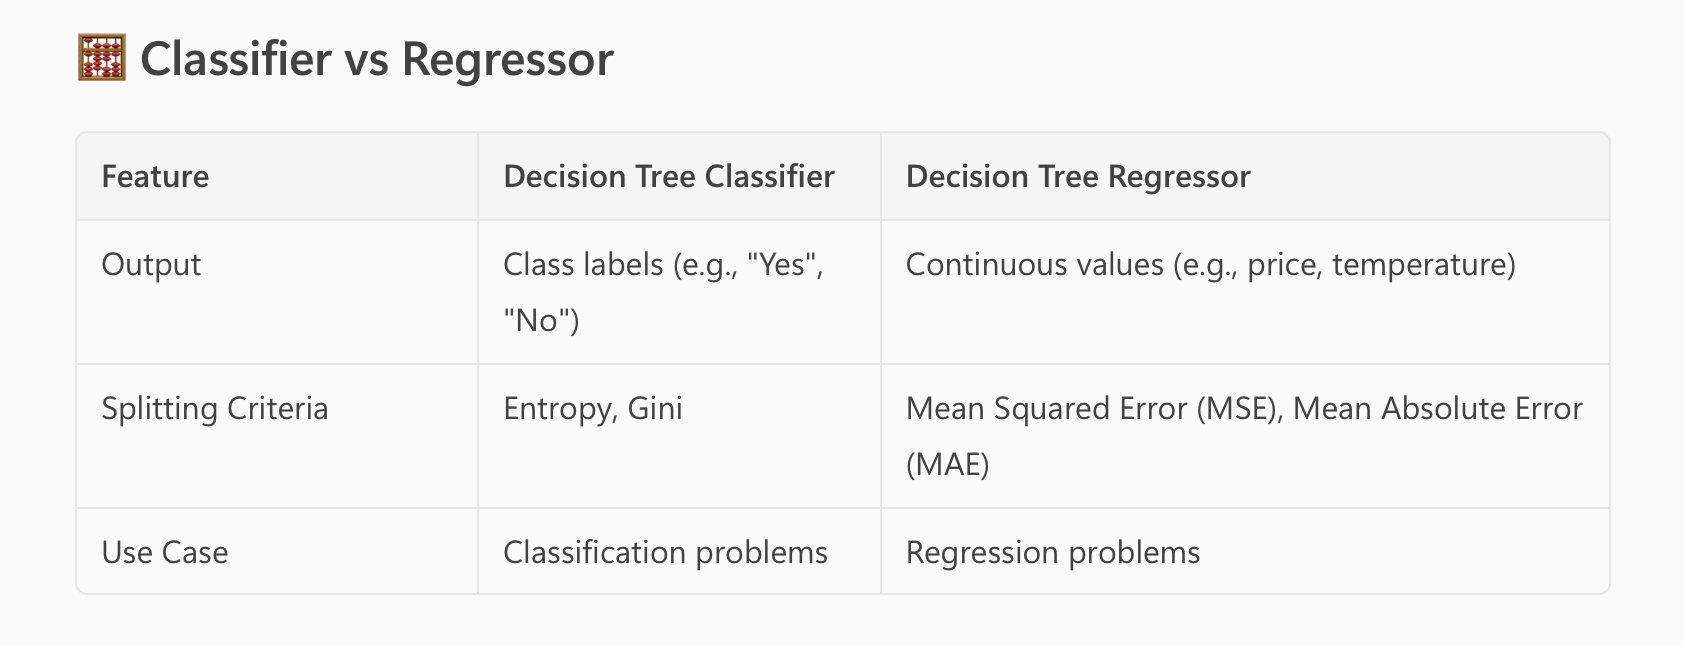 Classifier vs Regressor
Feature
Decision Tree Classifier
Decision Tree Regressor
Output
Class labels (e.g., "Yes",
"No")
Continuous values (e.g., price, temperature)
Splitting Criteria
Entropy, Gini
Mean Squared Error (MSE), Mean Absolute Error
(MAE)
Use Case
Classification problems
Regression problems